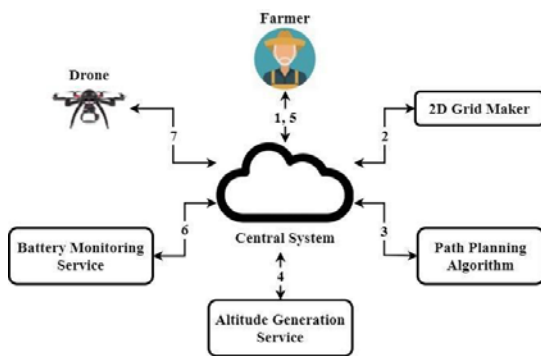 Farmer
Drone
1, 5
2D Grid Maker
7
2
Battery Monitoring
Service
6
Central System
3
Path Planning
Algorithm
4
Altitude Generation
Service